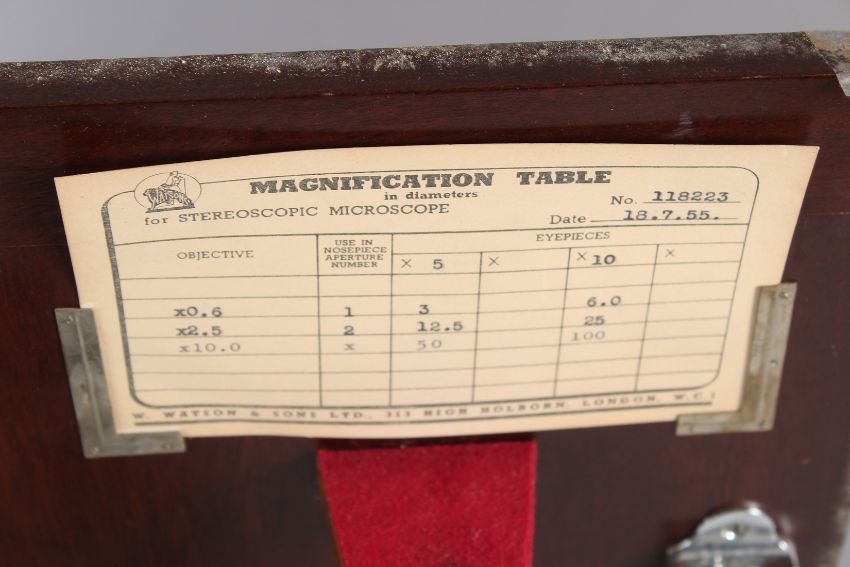 MAGNIFICATION TABLE
in diameters
for STEREOSCOPIC MICROSCOPE
No. 118223
Date 18.7.55.
OBJECTIVE
USE IN NOSEPIECE APERTURE NUMBER
EYEPIECES
× 5 × × 10 ×
x0.6 1 3 6.0
x2.5 2 12.5 25
x10.0 x 50 100
W. WATSON & SONS LTD., 313 HIGH HOLBORN, LONDON, W.C.1